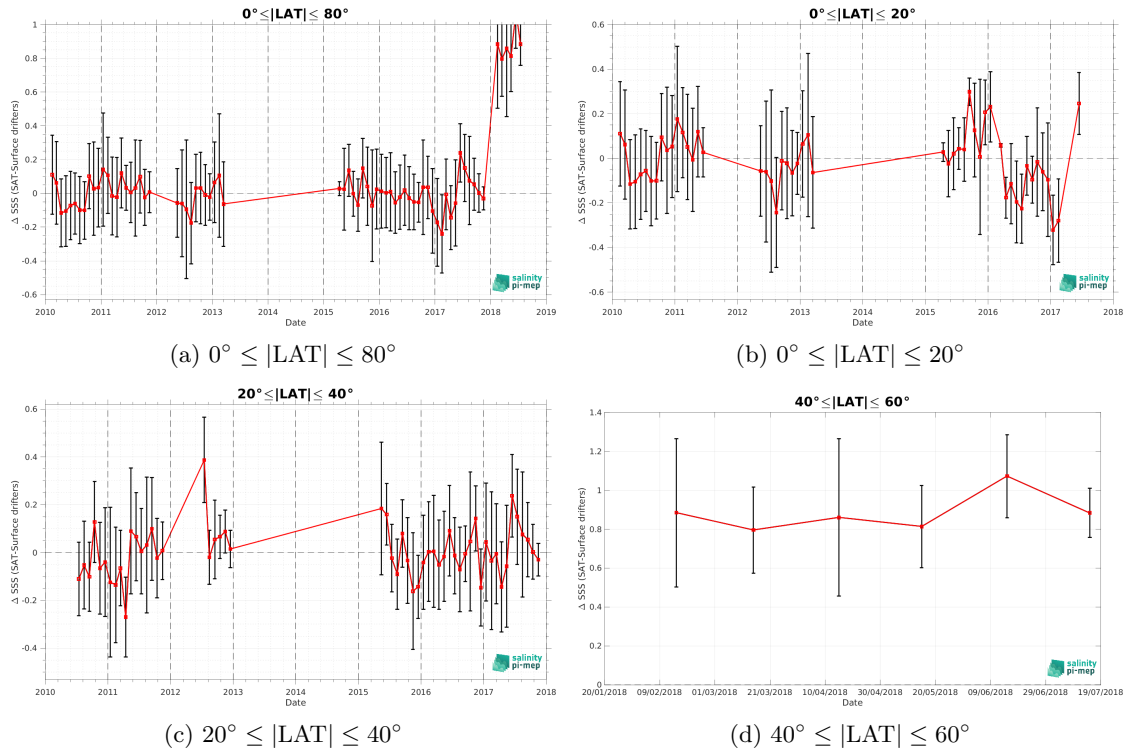 0°≤|LAT|≤ 80°
Δ SSS (SAT-Surface drifters)
1
0.8
0.6
0.4
0.2
0
-0.2
-0.4
-0.6
2010 2011 2012 2013 2014 2015 2016 2017 2018 2019
Date
salinity
pi-mep
(a) 0° ≤ |LAT| ≤ 80°
0°≤|LAT|≤ 20°
Δ SSS (SAT-Surface drifters)
0.6
0.4
0.2
0
-0.2
-0.4
-0.6
2010 2011 2012 2013 2014 2015 2016 2017 2018
Date
salinity
pi-mep
(b) 0° ≤ |LAT| ≤ 20°
20°≤|LAT|≤ 40°
Δ SSS (SAT-Surface drifters)
0.6
0.4
0.2
0
-0.2
-0.4
2010 2011 2012 2013 2014 2015 2016 2017
Date
salinity
pi-mep
(c) 20° ≤ |LAT| ≤ 40°
40°≤|LAT|≤ 60°
Δ SSS (SAT-Surface drifters)
1.4
1.2
1
0.8
0.6
0.4
0.2
0
20/01/2018 09/02/2018 01/03/2018 21/03/2018 10/04/2018 30/04/2018 20/05/2018 09/06/2018 29/06/2018 19/07/2018
Date
salinity
pi-mep
(d) 40° ≤ |LAT| ≤ 60°